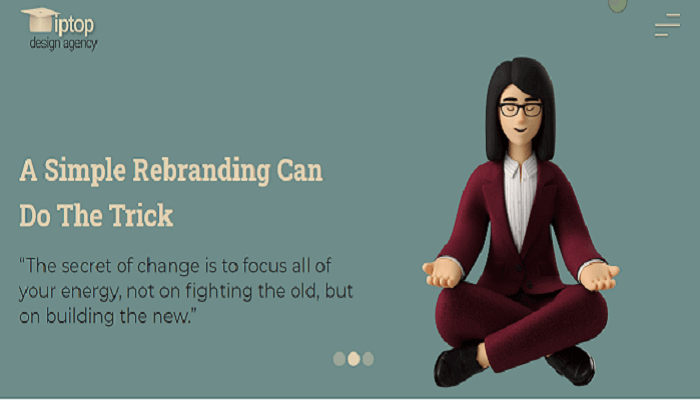 iptop
design agency
A Simple Rebranding Can
Do The Trick
“The secret of change is to focus all of
your energy, not on fighting the old, but
on building the new.”